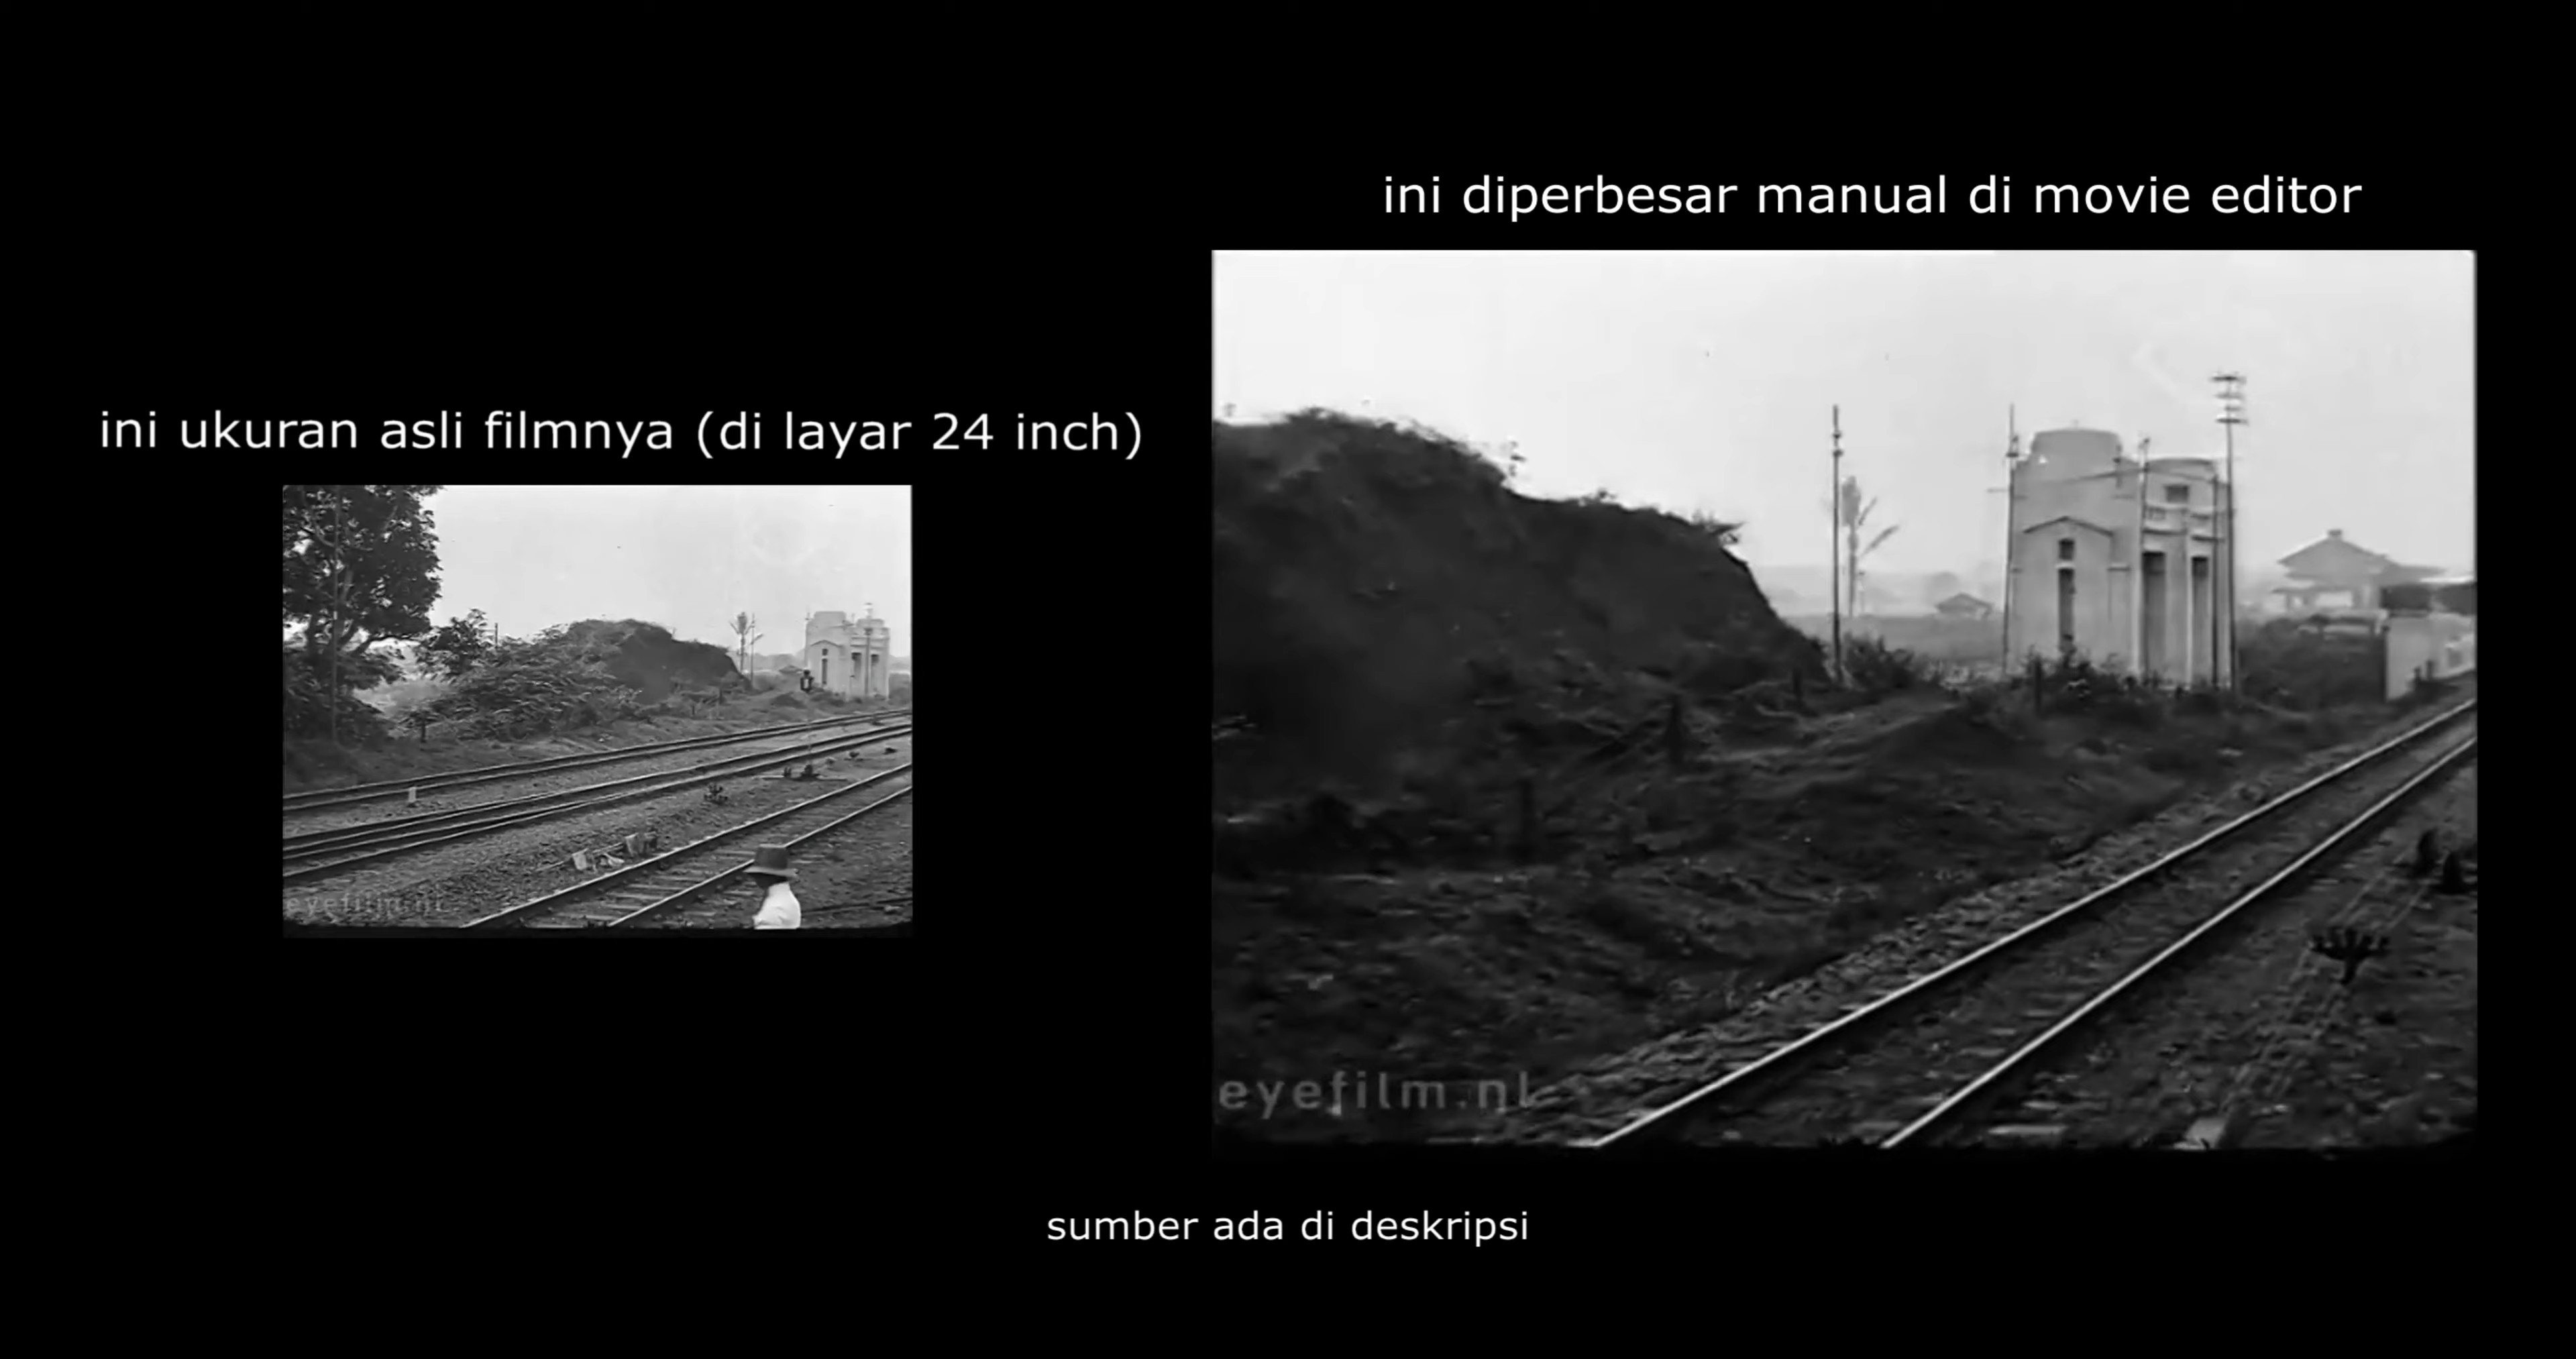 ini diperbesar manual di movie editor
ini ukuran asli filmnya (di layar 24 inch)
eyefilm.nl
eyefilm.nl
sumber ada di deskripsi